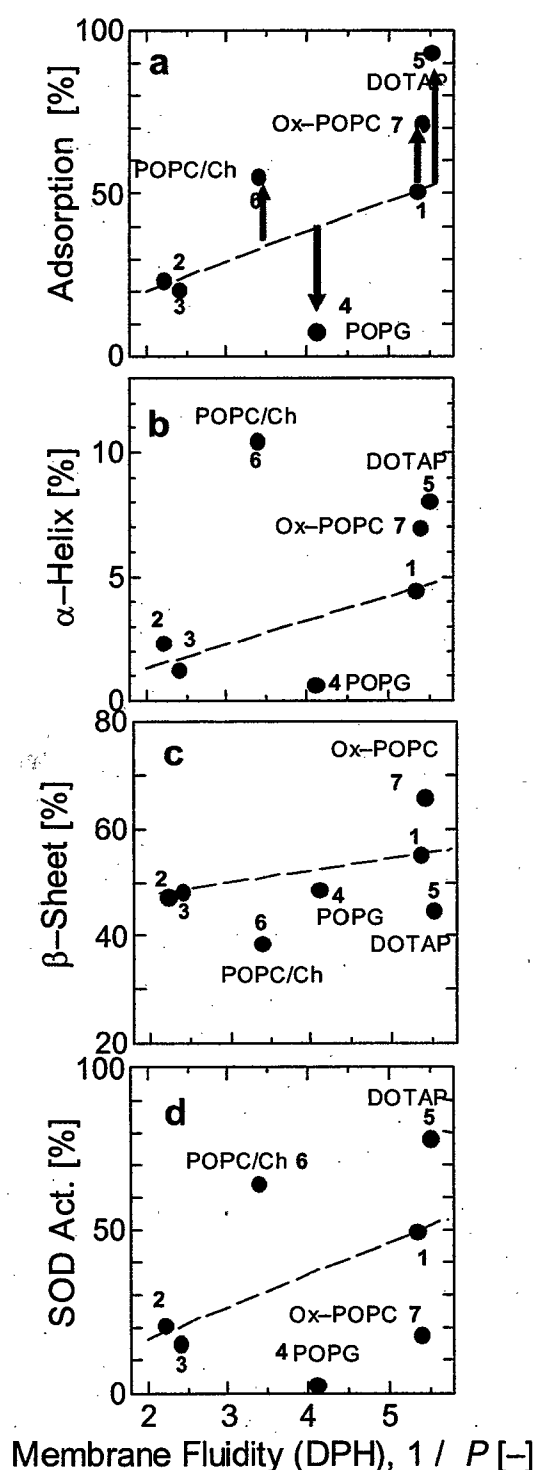 100
a
5
DOTAP
Ox–POPC 7
POPC/Ch
50
6
1
2
3
4
POPG
0
Adsorption [%]
b
POPC/Ch
10
6
DOTAP
5
Ox–POPC 7
5
1
2
3
4 POPG
0
α–Helix [%]
80
c
Ox–POPC
7
60
1
2
3
4
POPG
5
DOTAP
6
POPC/Ch
40
20
β–Sheet [%]
100
d
DOTAP
5
POPC/Ch 6
50
1
2
3
Ox–POPC 7
4 POPG
0
SOD Act. [%]
2 3 4 5
Membrane Fluidity (DPH), 1 / P [–]